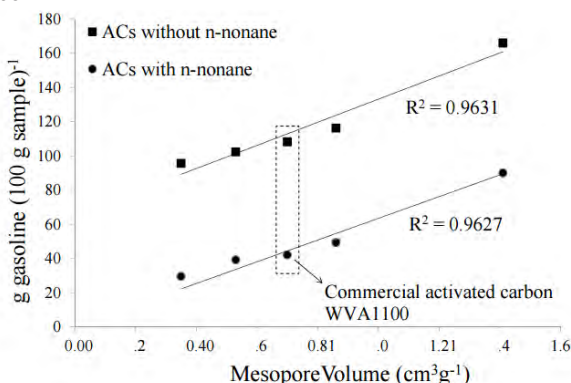 g gasoline (100 g sample)-1
180
160
140
120
100
80
60
40
20
0
ACs without n-nonane
ACs with n-nonane
R2 = 0.9631
R2 = 0.9627
Commercial activated carbon
WVA1100
0.00 .2 .4 .6 0.81 .0 1.21 .4 1.6
MesoporeVolume (cm3g-1)